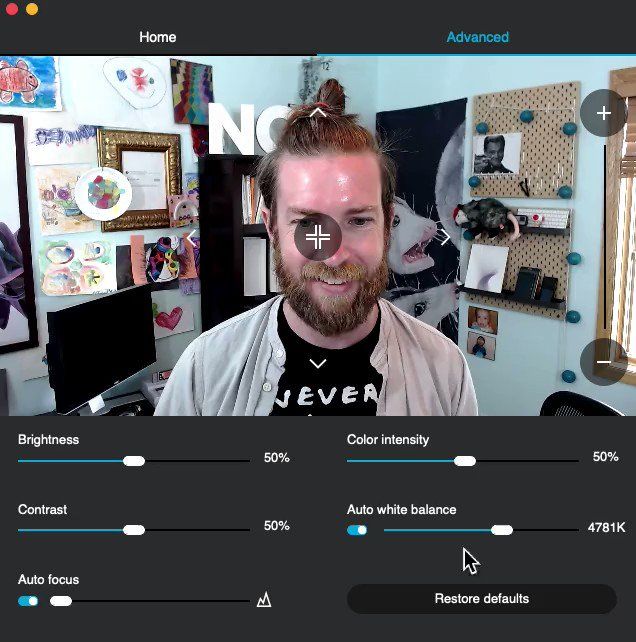 Home
Advanced
NO
NEVER
Brightness
50%
Color intensity
50%
Contrast
50%
Auto white balance
4781K
Auto focus
Restore defaults